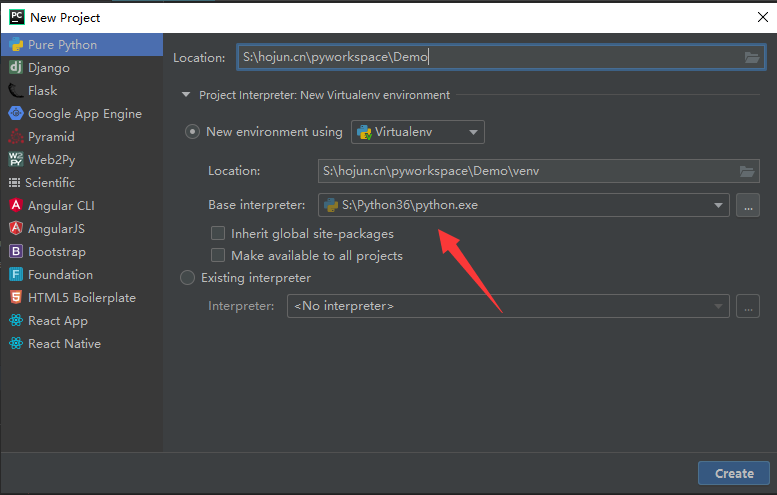 PC New Project
Pure Python
Django
Flask
Google App Engine
Pyramid
Web2Py
Scientific
Angular CLI
AngularJS
Bootstrap
Foundation
HTML5 Boilerplate
React App
React Native
Location: S:\hojun.cn\pyworkspace\Demo
Project Interpreter: New Virtualenv environment
New environment using Virtualenv
Location: S:\hojun.cn\pyworkspace\Demo\venv
Base interpreter: S:\Python36\python.exe ...
Inherit global site-packages
Make available to all projects
Existing interpreter
Interpreter: <No interpreter> ...
Create